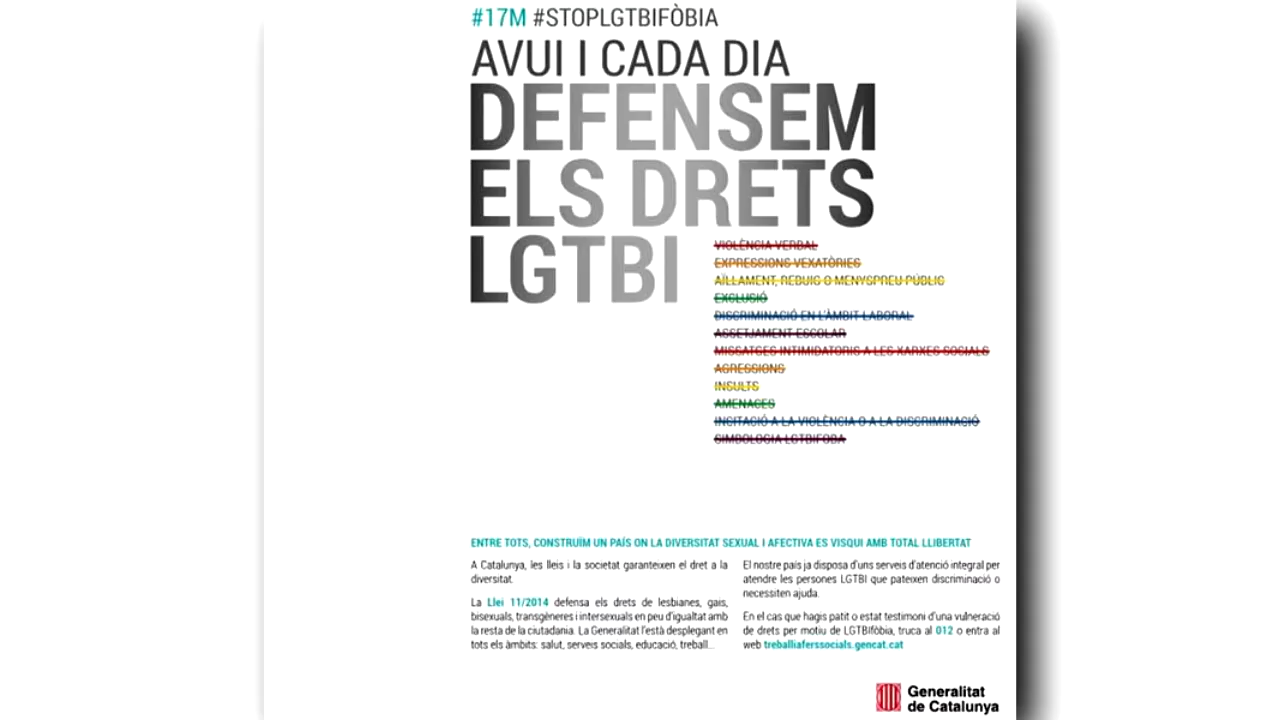 #17M #STOPLGTBIFÒBIA
AVUI I CADA DIA
DEFENSEM
ELS DRETS
LGTBI
VIOLÈNCIA VERBAL
EXPRESSIONS VEXATÒRIES
AÏLLAMENT, REBUIG O MENYSPREU PÚBLIC
EXCLUSIÓ
DISCRIMINACIÓ EN L'ÀMBIT LABORAL
ASSETJAMENT ESCOLAR
MISSATGES INTIMIDATORIS A LES XARXES SOCIALS
AGRESSIONS
INSULTS
AMENACES
INCITACIÓ A LA VIOLÈNCIA O A LA DISCRIMINACIÓ
SIMBOLOGIA LGTBIFOBA
ENTRE TOTS, CONSTRUÏM UN PAÍS ON LA DIVERSITAT SEXUAL I AFECTIVA ES VISQUI AMB TOTAL LLIBERTAT
A Catalunya, les lleis i la societat garanteixen el dret a la
diversitat.
La Llei 11/2014 defensa els drets de lesbianes, gais,
bisexuals, transgèneres i intersexuals en peu d'igualtat amb
la resta de la ciutadania. La Generalitat l'està desplegant en
tots els àmbits: salut, serveis socials, educació, treball...
El nostre país ja disposa d'uns serveis d'atenció integral per
atendre les persones LGTBI que pateixen discriminació o
necessiten ajuda.
En el cas que hagis patit o estat testimoni d'una vulneració
de drets per motiu de LGTBIfòbia, truca al 012 o entra al
web treballiaferssocials.gencat.cat
Generalitat
de Catalunya